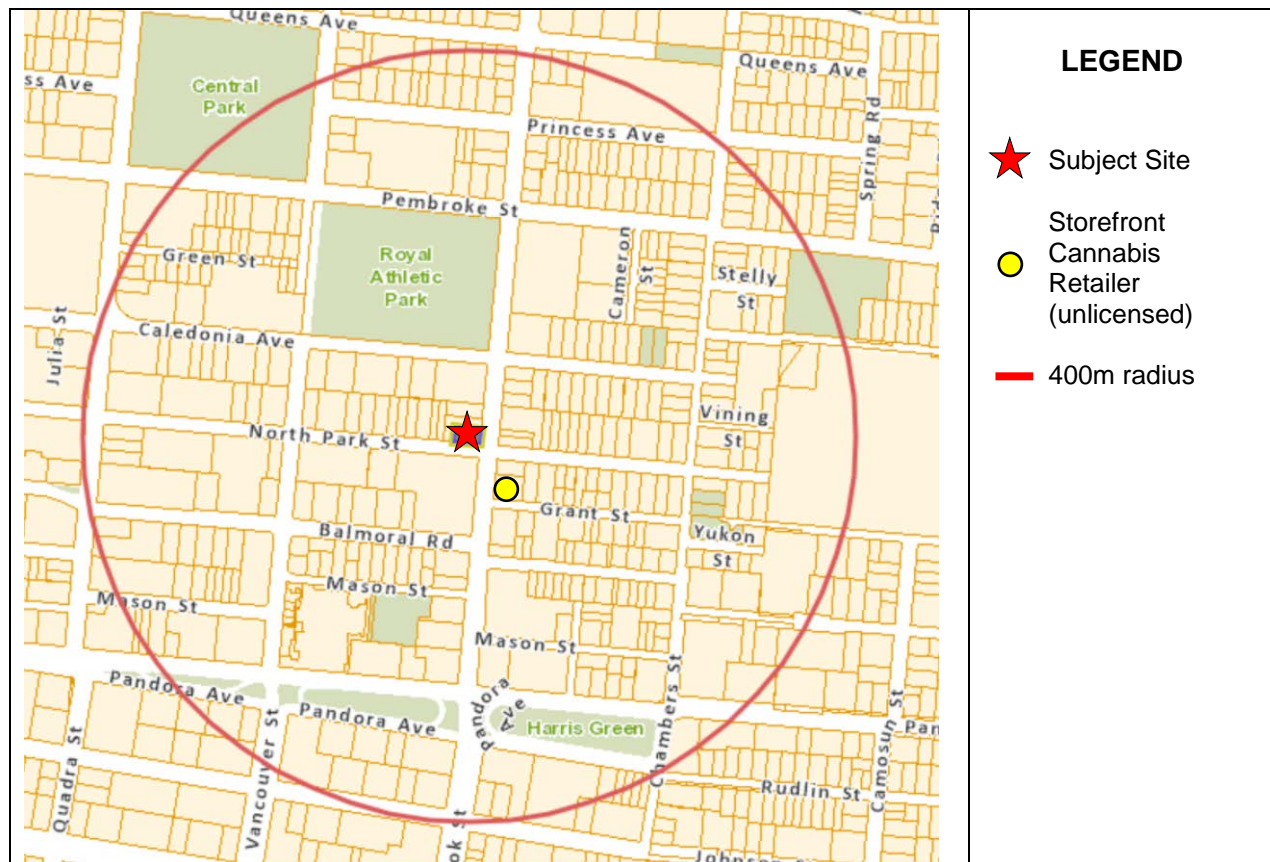 Queens Ave
Queens Ave
ss Ave
Central
Park
Princess Ave
Spring Rd
Pembroke St
Green St
Royal
Athletic
Park
Cameron
St
Stelly
St
Julia St
Caledonia Ave
Vining
St
North Park St
Grant St
Balmoral Rd
Yukon
St
Mason St
Mason St
Mason St
Pandora Ave
Pandora Ave
Pandora
Ave
Harris Green
Pan
Chambers St
Camosun St
Quadra St
Vancouver St
ok St
Rudlin St
LEGEND
Subject Site
Storefront
Cannabis
Retailer
(unlicensed)
400m radius